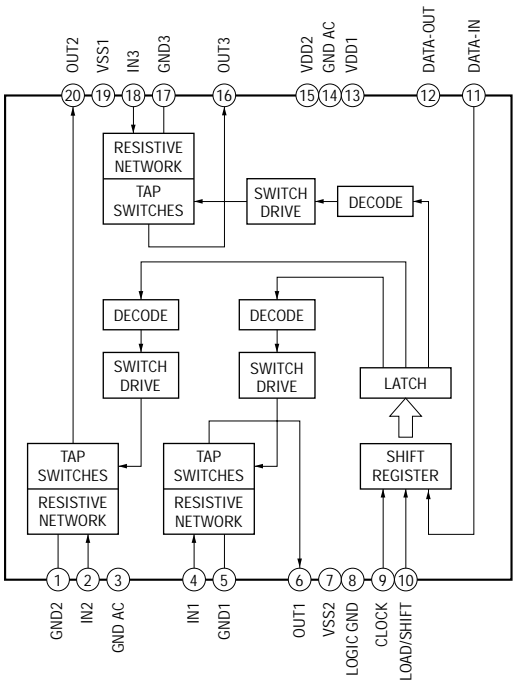 OUT2
VSS1
IN3
GND3
OUT3
VDD2
GND AC
VDD1
DATA-OUT
DATA-IN
20
19
18
17
16
15
14
13
12
11
RESISTIVE
NETWORK
TAP
SWITCHES
SWITCH
DRIVE
DECODE
DECODE
SWITCH
DRIVE
DECODE
SWITCH
DRIVE
LATCH
TAP
SWITCHES
RESISTIVE
NETWORK
TAP
SWITCHES
RESISTIVE
NETWORK
SHIFT
REGISTER
1
2
3
4
5
6
7
8
9
10
GND2
IN2
GND AC
IN1
GND1
OUT1
VSS2
LOGIC GND
CLOCK
LOAD/SHIFT